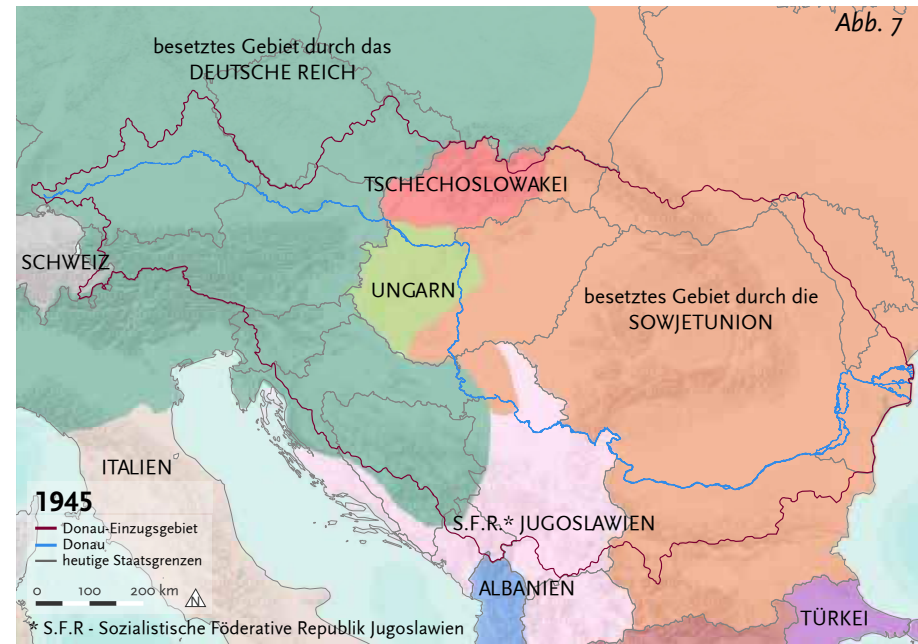 Abb. 7
besetztes Gebiet durch das
DEUTSCHE REICH
TSCHECHOSLOWAKEI
SCHWEIZ
UNGARN
besetztes Gebiet durch die
SOWJETUNION
ITALIEN
1945
Donau-Einzugsgebiet
Donau
heutige Staatsgrenzen
0 100 200 km
N
S.F.R.* JUGOSLAWIEN
ALBANIEN
TÜRKEI
* S.F.R - Sozialistische Föderative Republik Jugoslawien